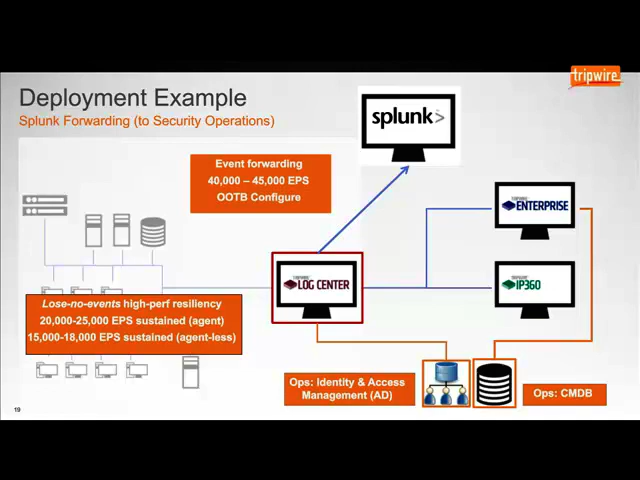 tripwire
Deployment Example
Splunk Forwarding (to Security Operations)
splunk>
Event forwarding
40,000 – 45,000 EPS
OOTB Configure
ENTERPRISE
LOG CENTER
IP360
Lose-no-events high-perf resiliency
20,000-25,000 EPS sustained (agent)
15,000-18,000 EPS sustained (agent-less)
Ops: Identity & Access
Management (AD)
Ops: CMDB
19